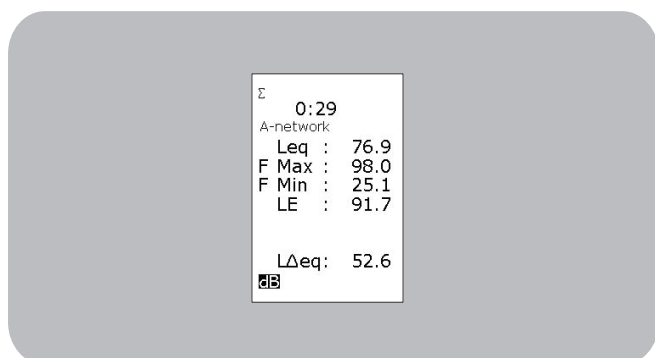 Σ
0:29
A-network
Leq : 76.9
F Max : 98.0
F Min : 25.1
LE : 91.7
LΔeq: 52.6
dB